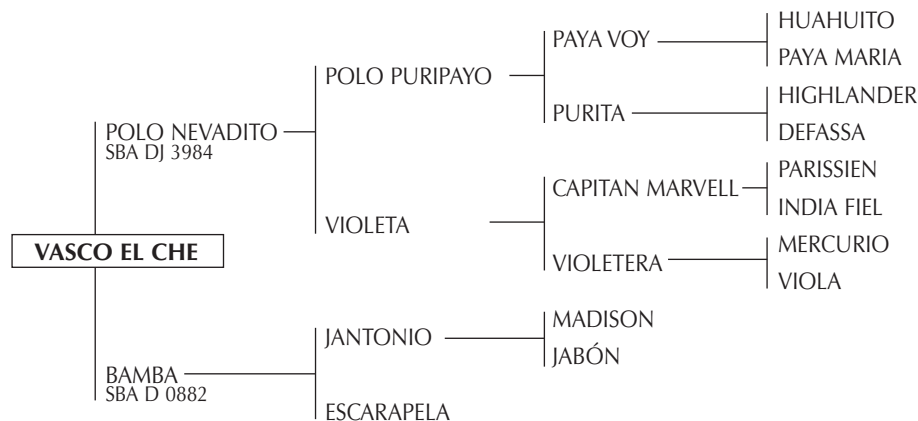 HUAHUITO
PAYA VOY
PAYA MARIA
POLO PURIPAYO
HIGHLANDER
PURITA
DEFASSA
POLO NEVADITO
SBA DJ 3984
PARISSIEN
CAPITAN MARVELL
INDIA FIEL
VIOLETA
MERCURIO
VIOLETERA
VIOLA
VASCO EL CHE
MADISON
JANTONIO
JABÓN
BAMBA
SBA D 0882
ESCARAPELA